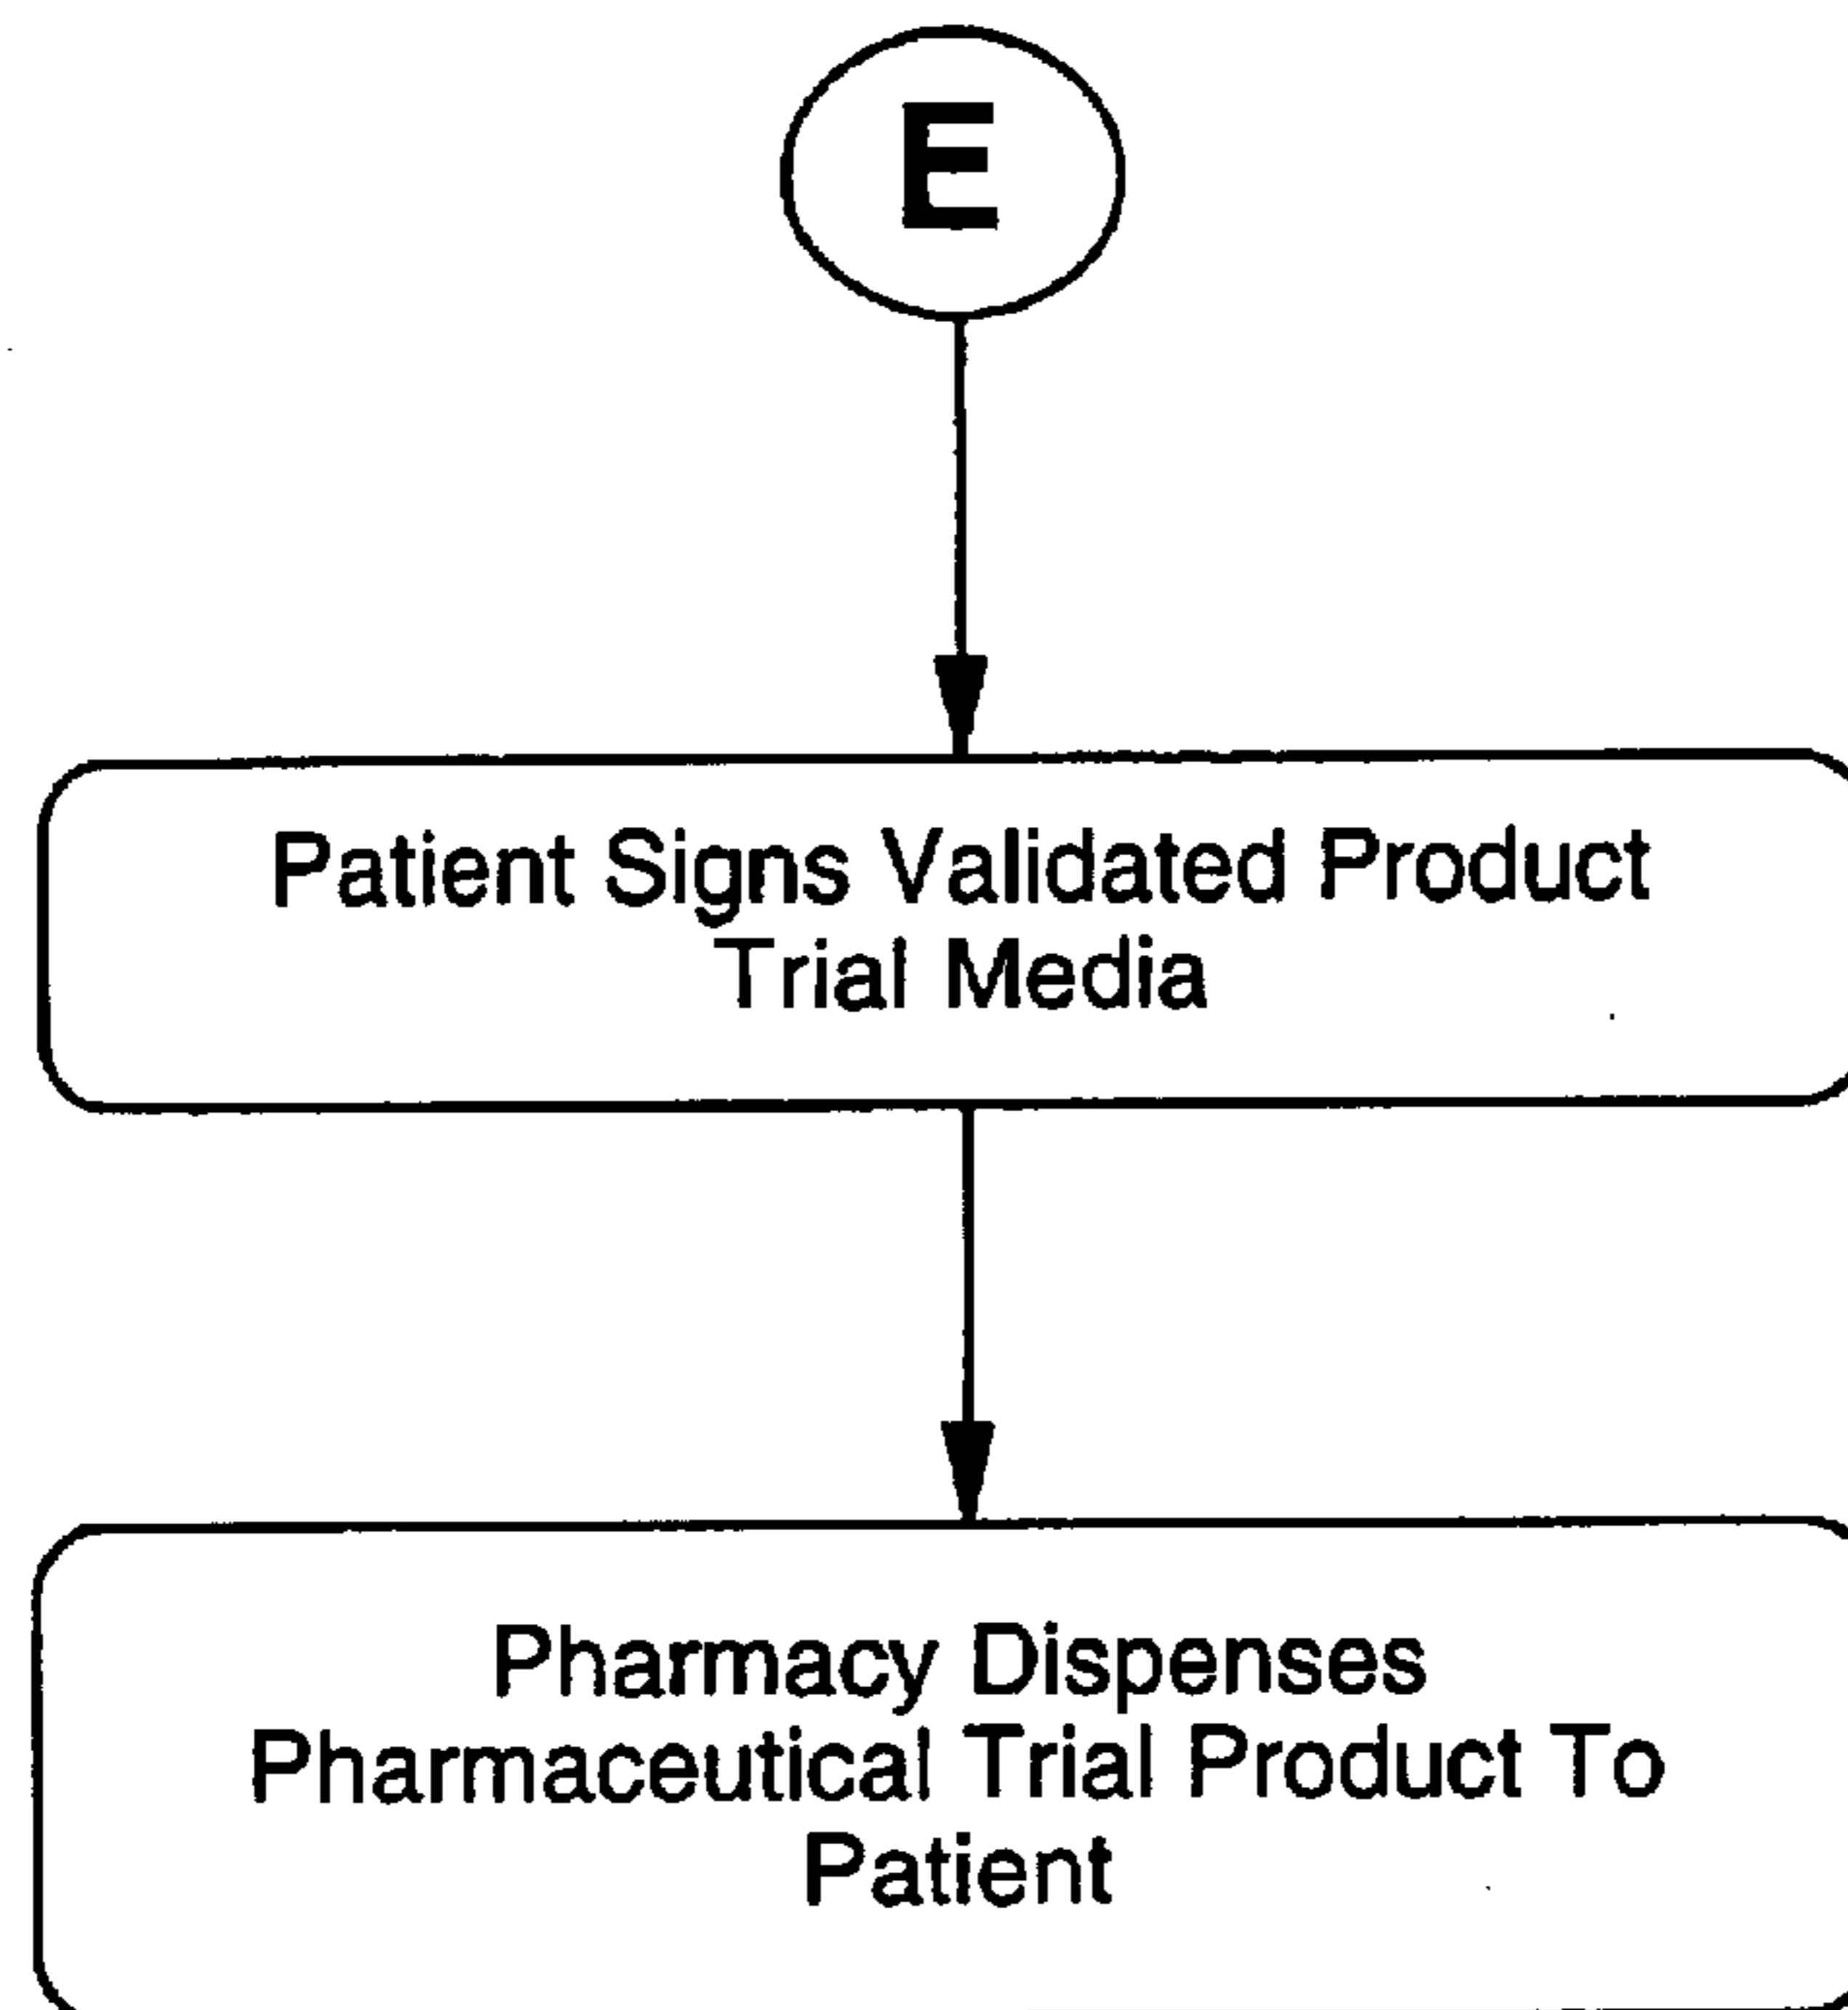 E
Patient Signs Validated Product
Trial Media
Pharmacy Dispenses
Pharmaceutical Trial Product To
Patient